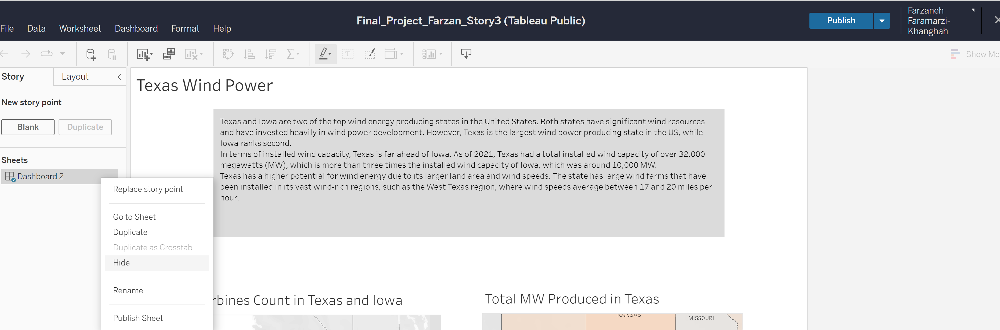 Final_Project_Farzan_Story3 (Tableau Public)
File Data Worksheet Dashboard Format Help
Publish
Farzaneh
Faramarzi-
Khanghah
Show Me
Story
Layout
New story point
Blank
Duplicate
Sheets
Dashboard 2
Replace story point
Go to Sheet
Duplicate
Duplicate as Crosstab
Hide
Rename
Publish Sheet
Texas Wind Power
Texas and Iowa are two of the top wind energy producing states in the United States. Both states have significant wind resources
and have invested heavily in wind power development. However, Texas is the largest wind power producing state in the US, while
Iowa ranks second.
In terms of installed wind capacity, Texas is far ahead of Iowa. As of 2021, Texas had a total installed wind capacity of over 32,000
megawatts (MW), which is more than three times the installed wind capacity of Iowa, which was around 10,000 MW.
Texas has a higher potential for wind energy due to its larger land area and wind speeds. The state has large wind farms that have
been installed in its vast wind-rich regions, such as the West Texas region, where wind speeds average between 17 and 20 miles per
hour.
rbines Count in Texas and Iowa
Total MW Produced in Texas
KANSAS
MISSOURI